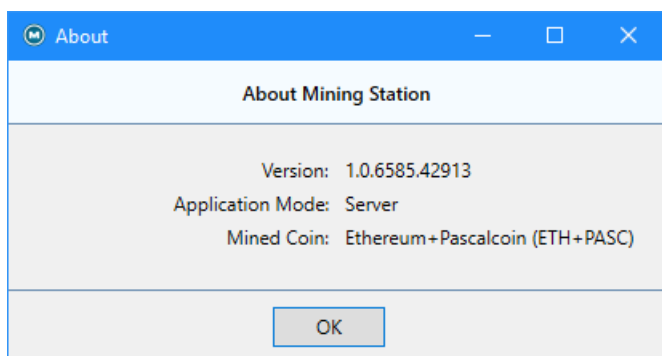 About
About Mining Station
Version: 1.0.6585.42913
Application Mode: Server
Mined Coin: Ethereum+Pascalcoin (ETH+PASC)
OK